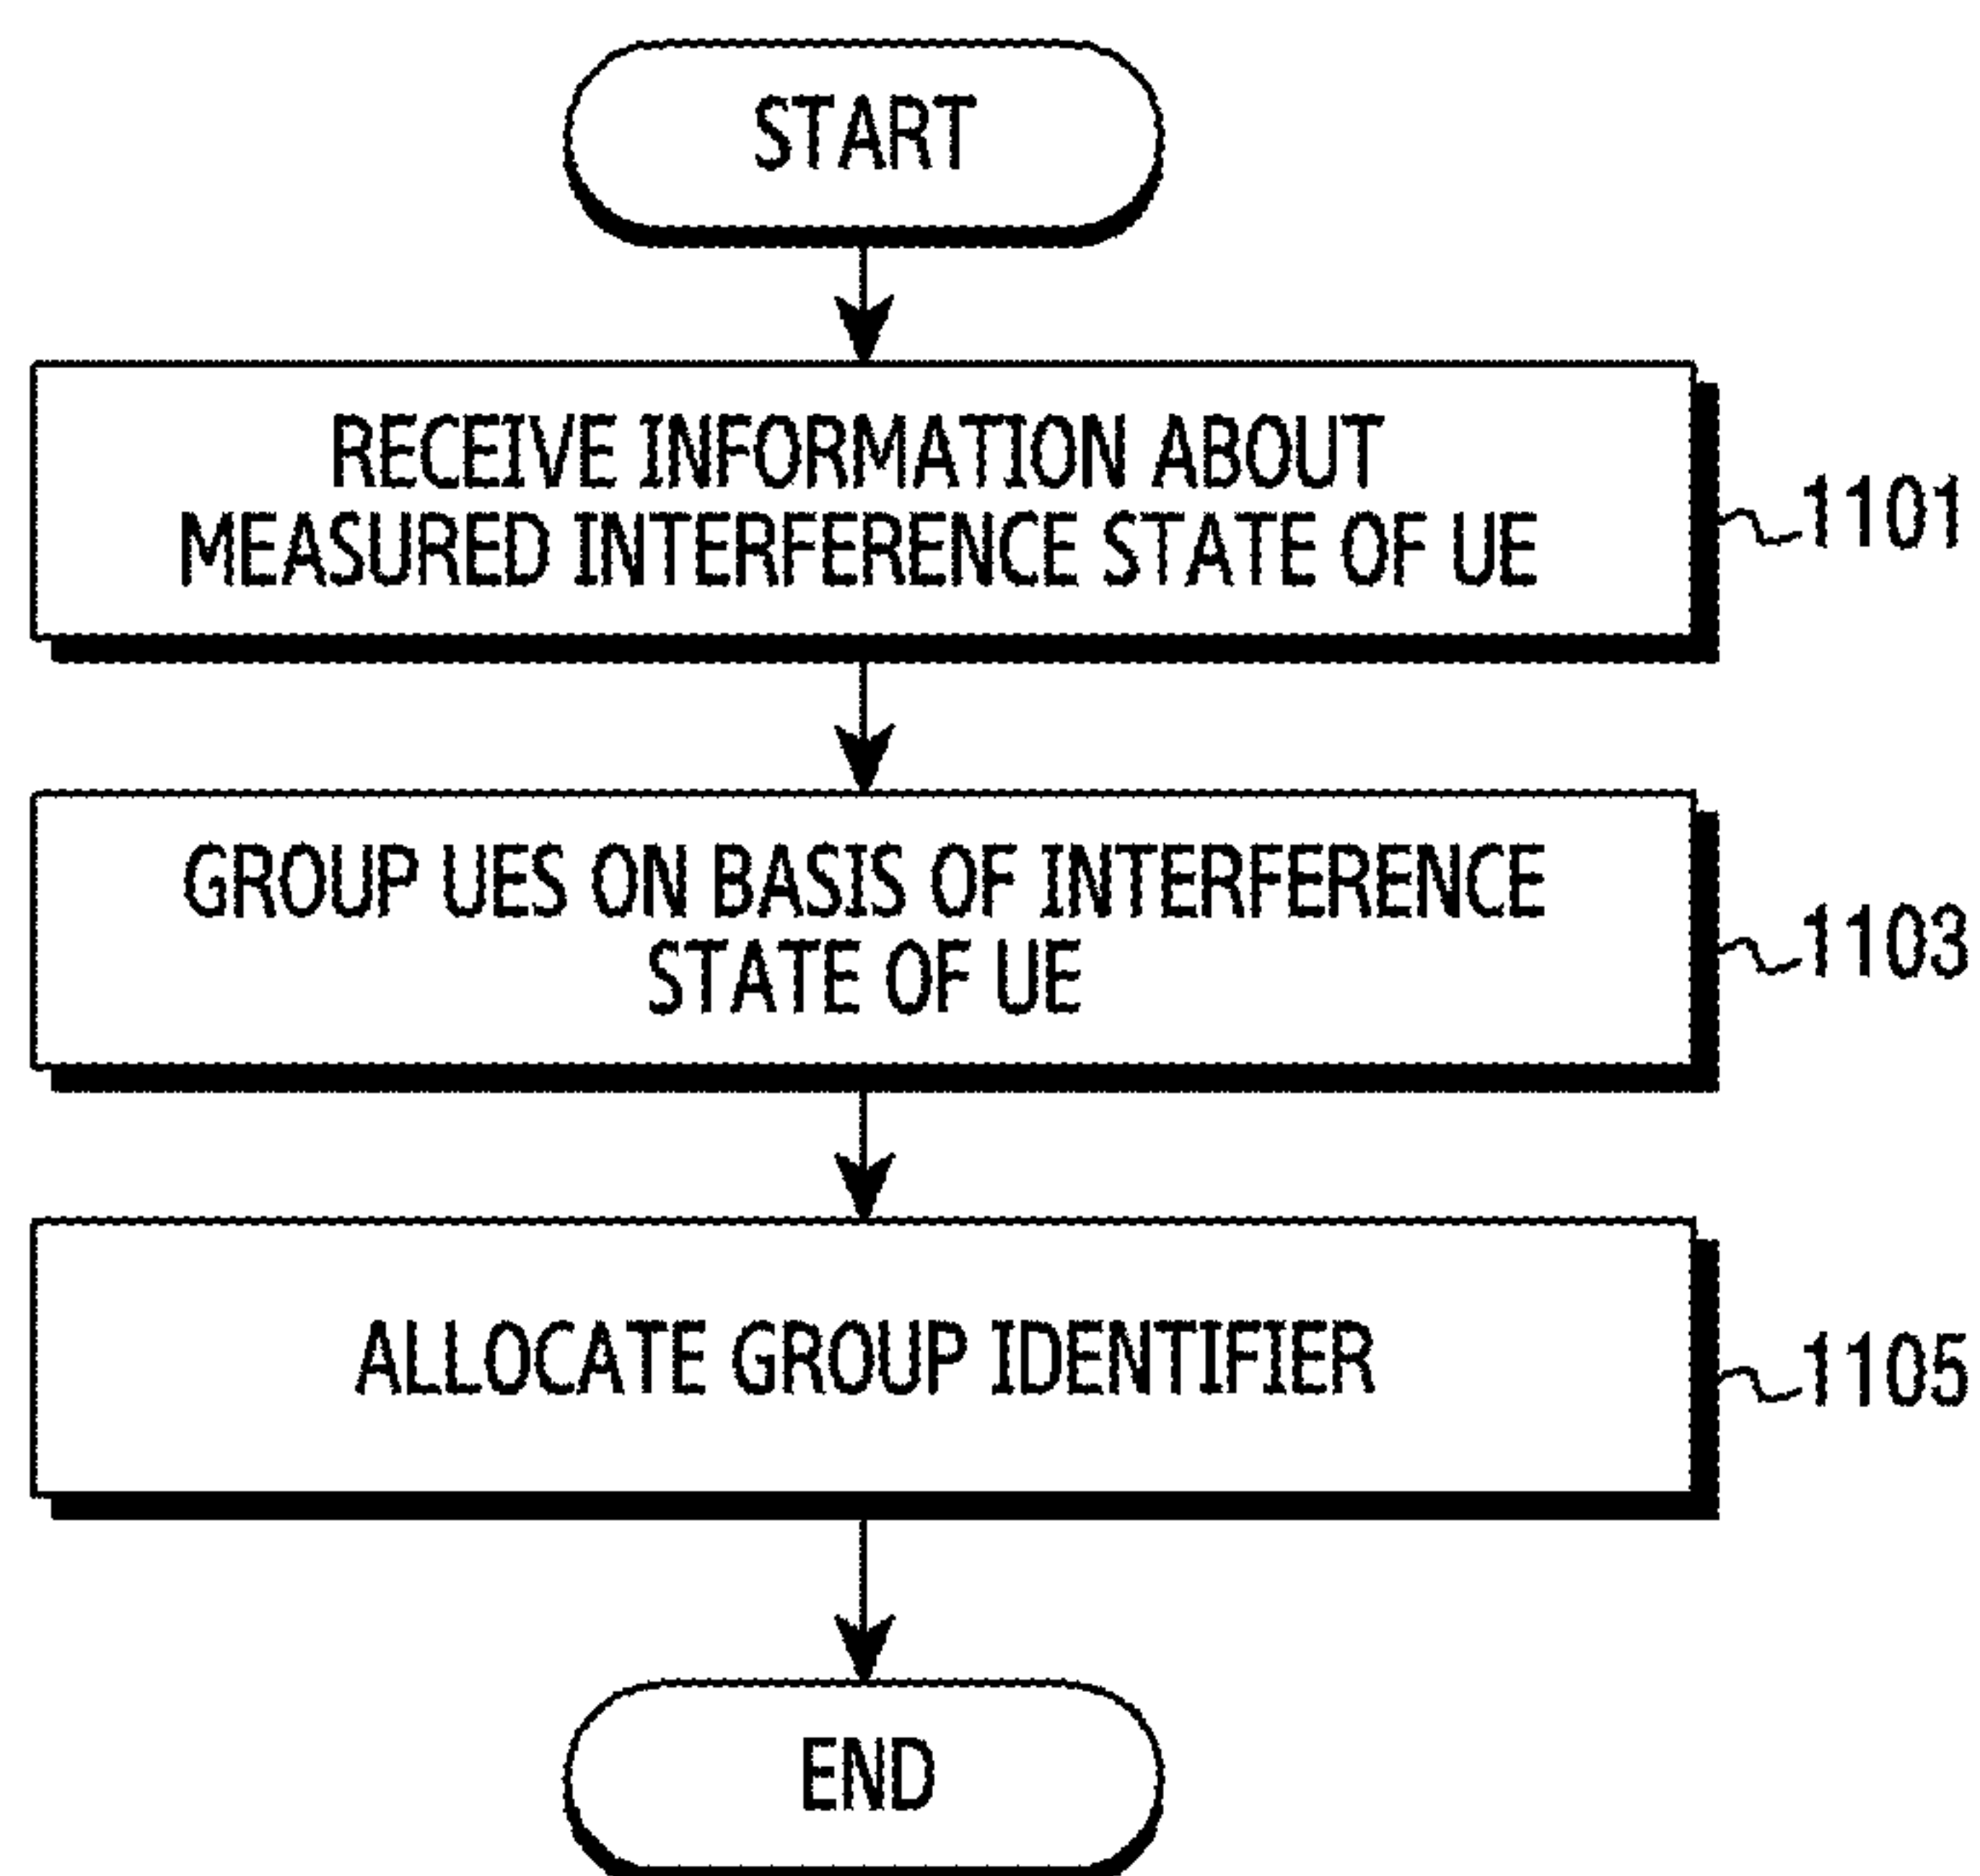 START
RECEIVE INFORMATION ABOUT
MEASURED INTERFERENCE STATE OF UE
1101
GROUP UES ON BASIS OF INTERFERENCE
STATE OF UE
1103
ALLOCATE GROUP IDENTIFIER
1105
END